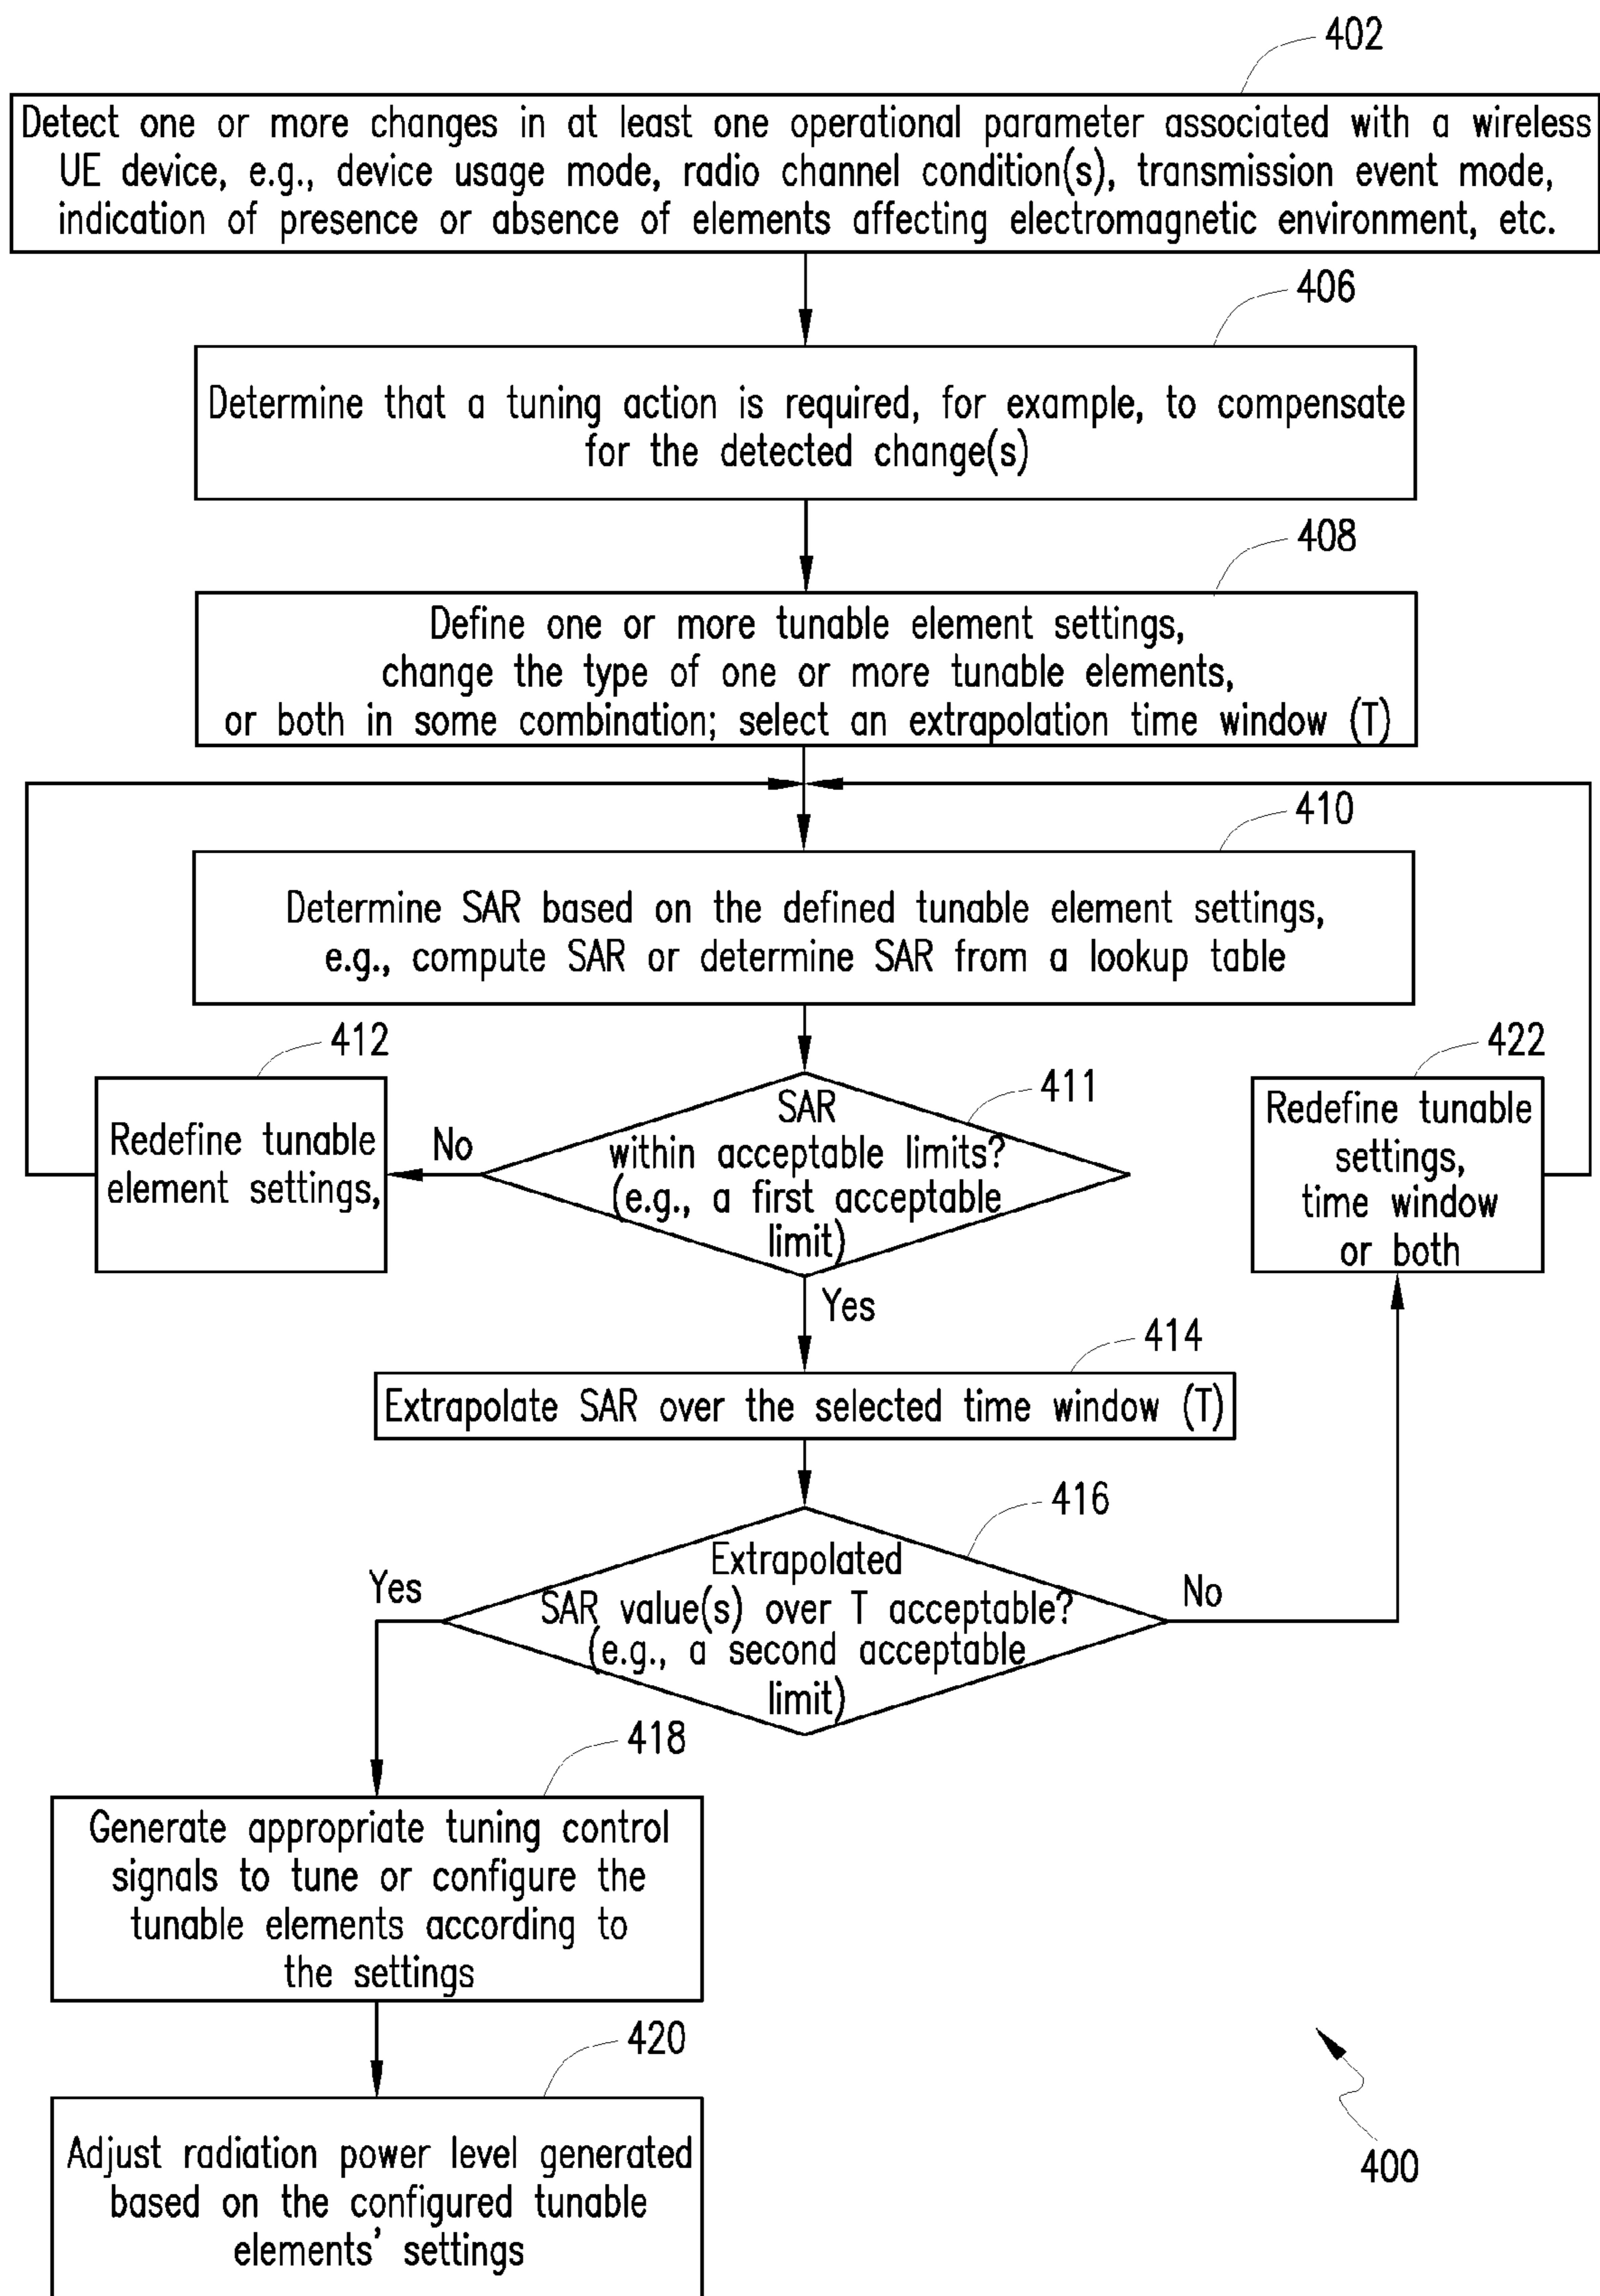 402
Detect one or more changes in at least one operational parameter associated with a wireless
UE device, e.g., device usage mode, radio channel condition(s), transmission event mode,
indication of presence or absence of elements affecting electromagnetic environment, etc.
406
Determine that a tuning action is required, for example, to compensate
for the detected change(s)
408
Define one or more tunable element settings,
change the type of one or more tunable elements,
or both in some combination; select an extrapolation time window (T)
410
Determine SAR based on the defined tunable element settings,
e.g., compute SAR or determine SAR from a lookup table
412
Redefine tunable
element settings,
No
411
SAR
within acceptable limits?
(e.g., a first acceptable
limit)
Yes
422
Redefine tunable
settings,
time window
or both
414
Extrapolate SAR over the selected time window (T)
416
Extrapolated
SAR value(s) over T acceptable?
(e.g., a second acceptable
limit)
Yes
No
418
Generate appropriate tuning control
signals to tune or configure the
tunable elements according to
the settings
420
Adjust radiation power level generated
based on the configured tunable
elements' settings
400